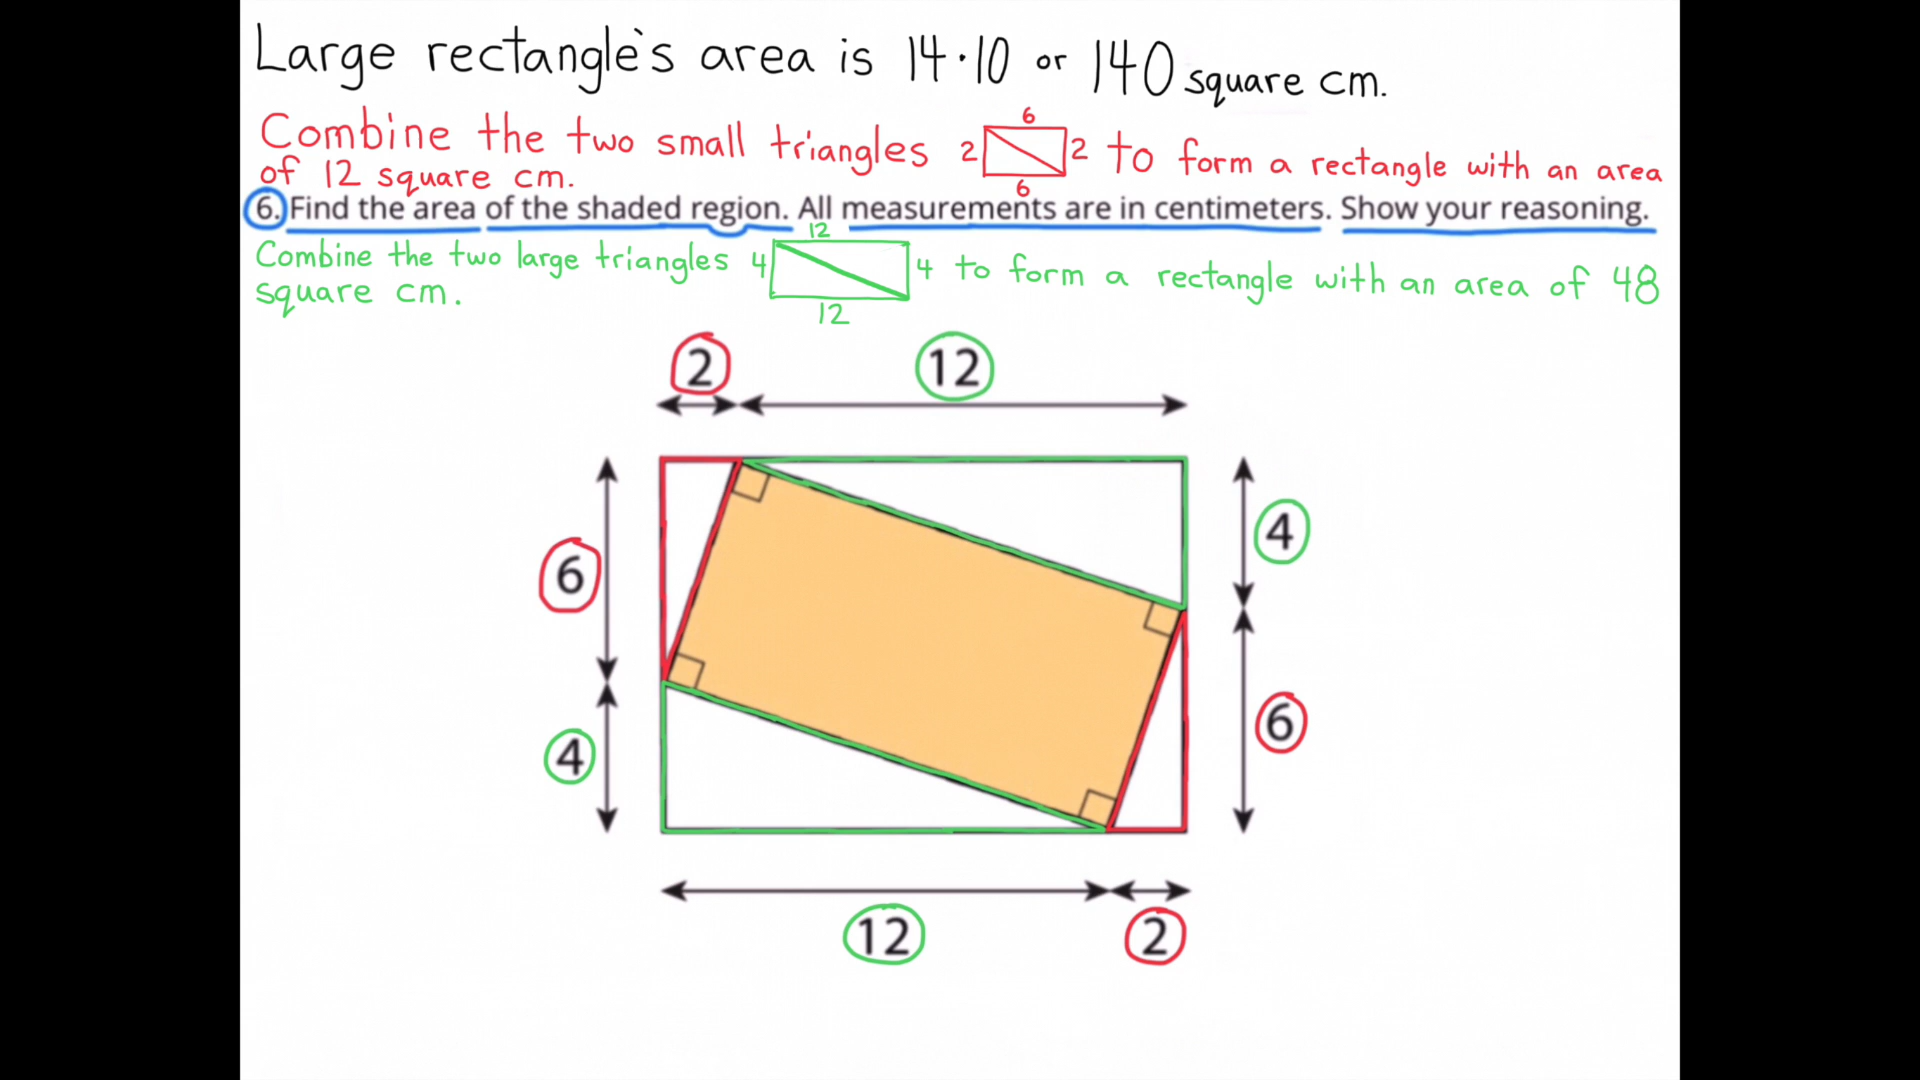 Large rectangle's area is 14·10 or 140 square cm.
6
Combine the two small triangles 2 2 to form a rectangle with an area
of 12 square cm.
6
6. Find the area of the shaded region. All measurements are in centimeters. Show your reasoning.
12
Combine the two large triangles 4 4 to form a rectangle with an area of 48
square cm.
12
2 12
4
6
6
4
12 2